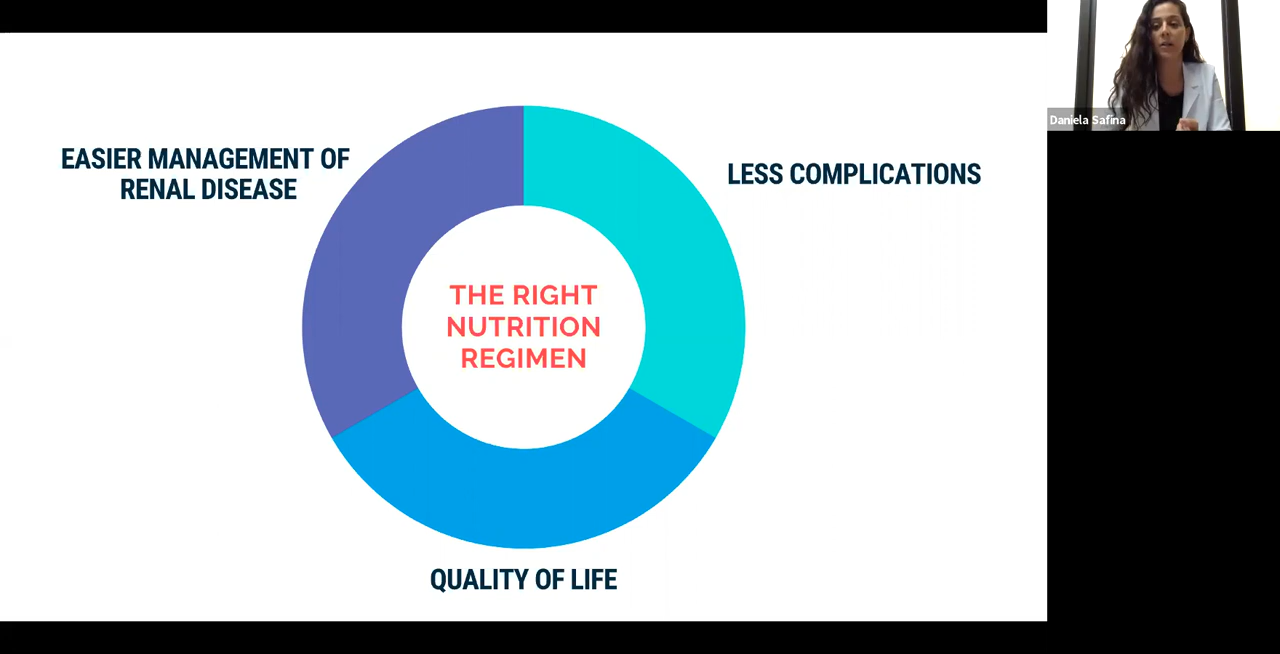 EASIER MANAGEMENT OF
RENAL DISEASE
LESS COMPLICATIONS
THE RIGHT
NUTRITION
REGIMEN
QUALITY OF LIFE
Daniela Safina